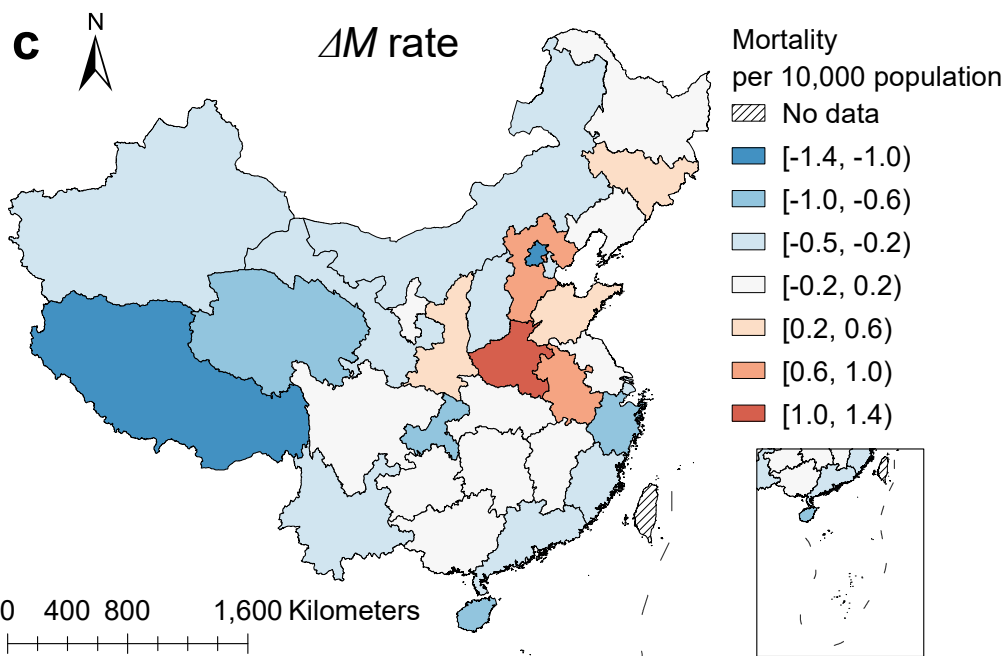 c
N
ΔM rate
Mortality
per 10,000 population
No data
[-1.4, -1.0)
[-1.0, -0.6)
[-0.5, -0.2)
[-0.2, 0.2)
[0.2, 0.6)
[0.6, 1.0)
[1.0, 1.4)
0 400 800 1,600 Kilometers